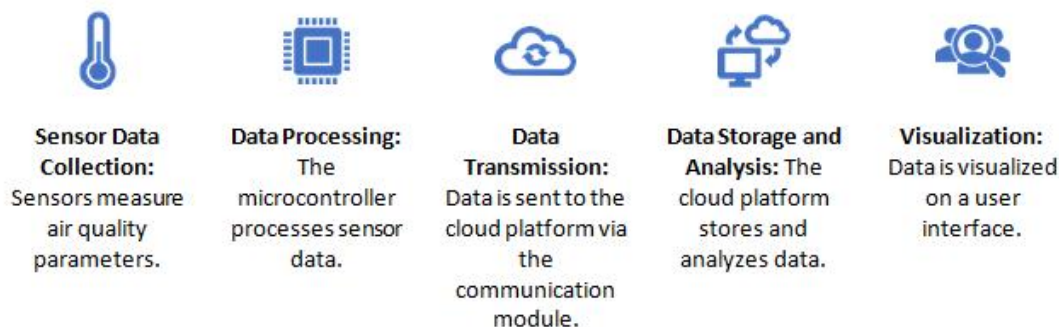 Sensor Data
Collection:
Sensors measure
air quality
parameters.
Data Processing:
The
microcontroller
processes sensor
data.
Data
Transmission:
Data is sent to the
cloud platform via
the
communication
module.
Data Storage and
Analysis: The
cloud platform
stores and
analyzes data.
Visualization:
Data is visualized
on a user
interface.